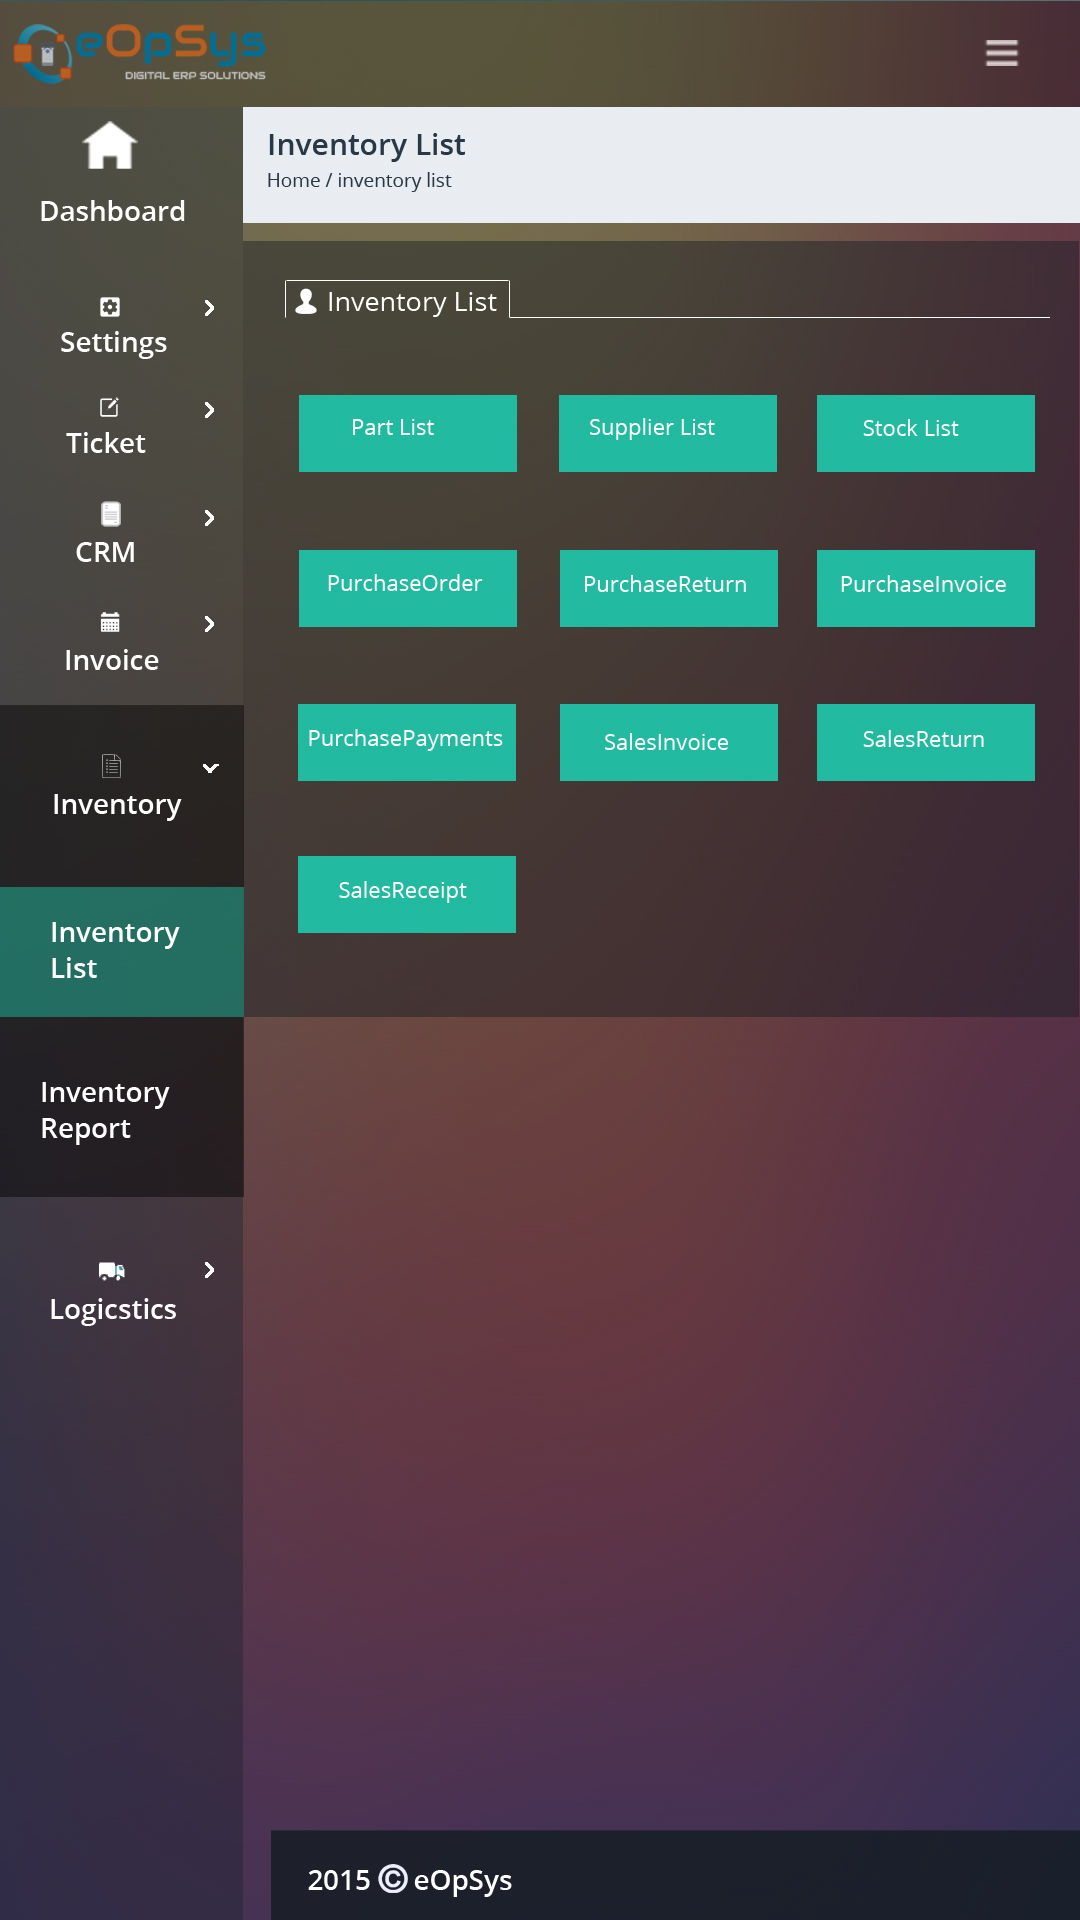 eOpSys
DIGITAL ERP SOLUTIONS
Dashboard
Settings
Ticket
CRM
Invoice
Inventory
Inventory
List
Inventory
Report
Logicstics
Inventory List
Home / inventory list
Inventory List
Part List
Supplier List
Stock List
PurchaseOrder
PurchaseReturn
PurchaseInvoice
PurchasePayments
SalesInvoice
SalesReturn
SalesReceipt
2015 © eOpSys